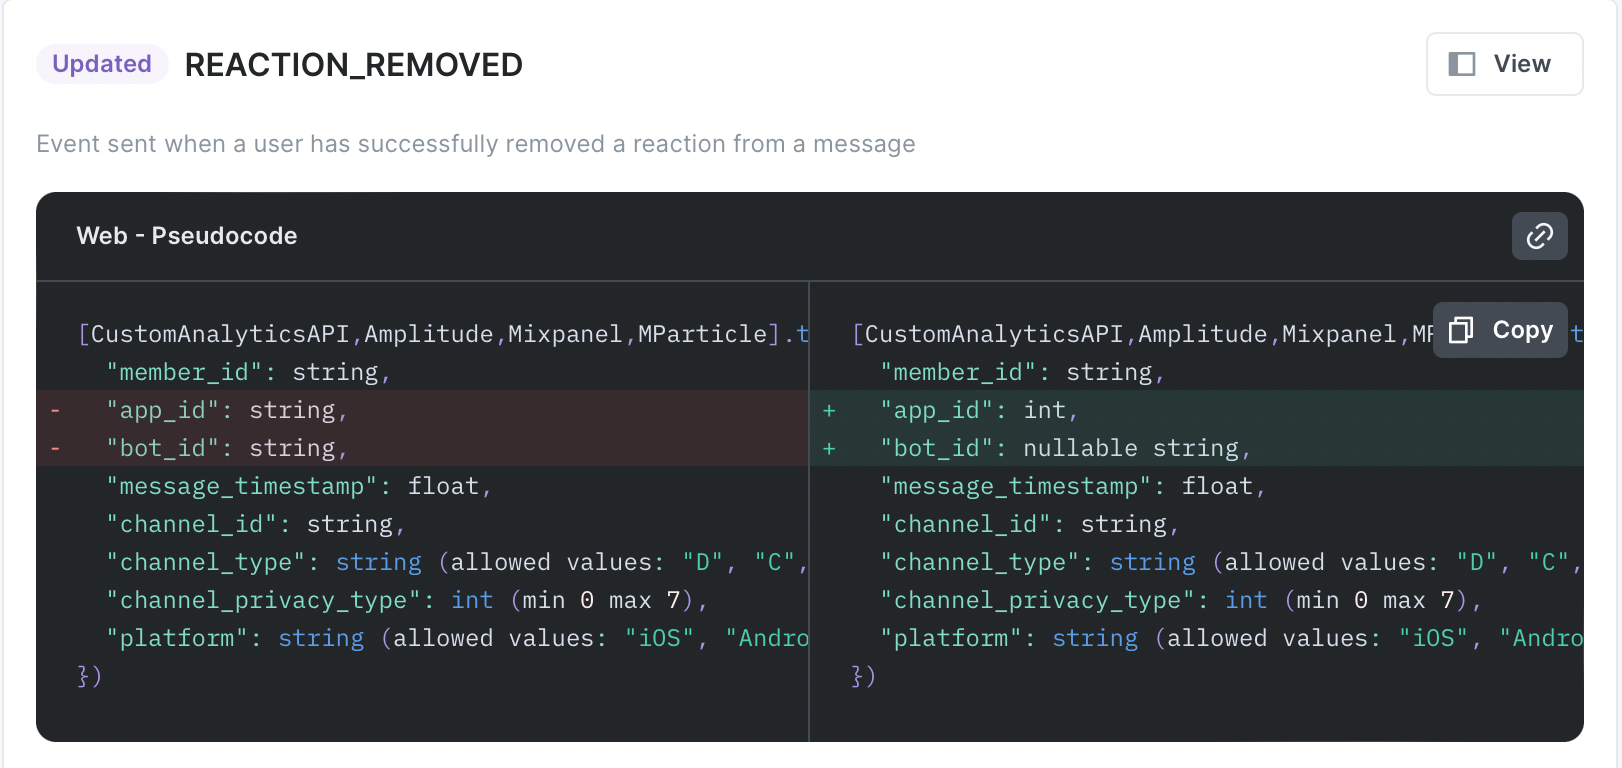 Updated REACTION_REMOVED
View
Event sent when a user has successfully removed a reaction from a message
Web - Pseudocode
[CustomAnalyticsAPI,Amplitude,Mixpanel,MParticle].t
"member_id": string,
- "app_id": string,
- "bot_id": string,
"message_timestamp": float,
"channel_id": string,
"channel_type": string (allowed values: "D", "C",
"channel_privacy_type": int (min 0 max 7),
"platform": string (allowed values: "iOS", "Andro
})
[CustomAnalyticsAPI,Amplitude,Mixpanel,MP
Copy
t
"member_id": string,
+ "app_id": int,
+ "bot_id": nullable string,
"message_timestamp": float,
"channel_id": string,
"channel_type": string (allowed values: "D", "C",
"channel_privacy_type": int (min 0 max 7),
"platform": string (allowed values: "iOS", "Andro
})